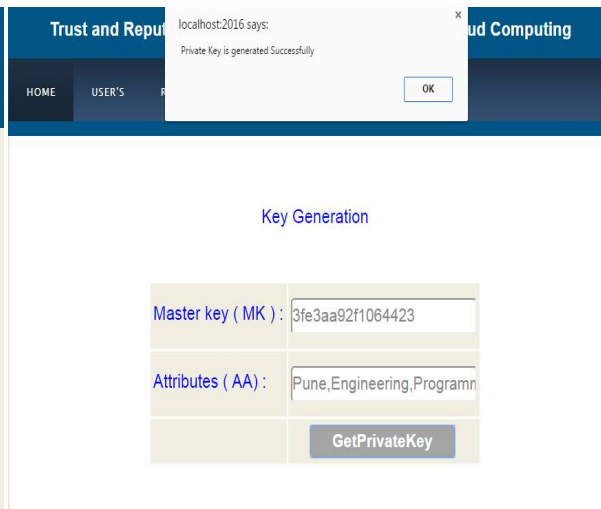 Trust and Reput
ud Computing
localhost:2016 says:
x
Private Key is generated Successfully
OK
HOME USER'S R
Key Generation
Master key ( MK ) : 3fe3aa92f1064423
Attributes ( AA) : Pune,Engineering,Programm
GetPrivateKey